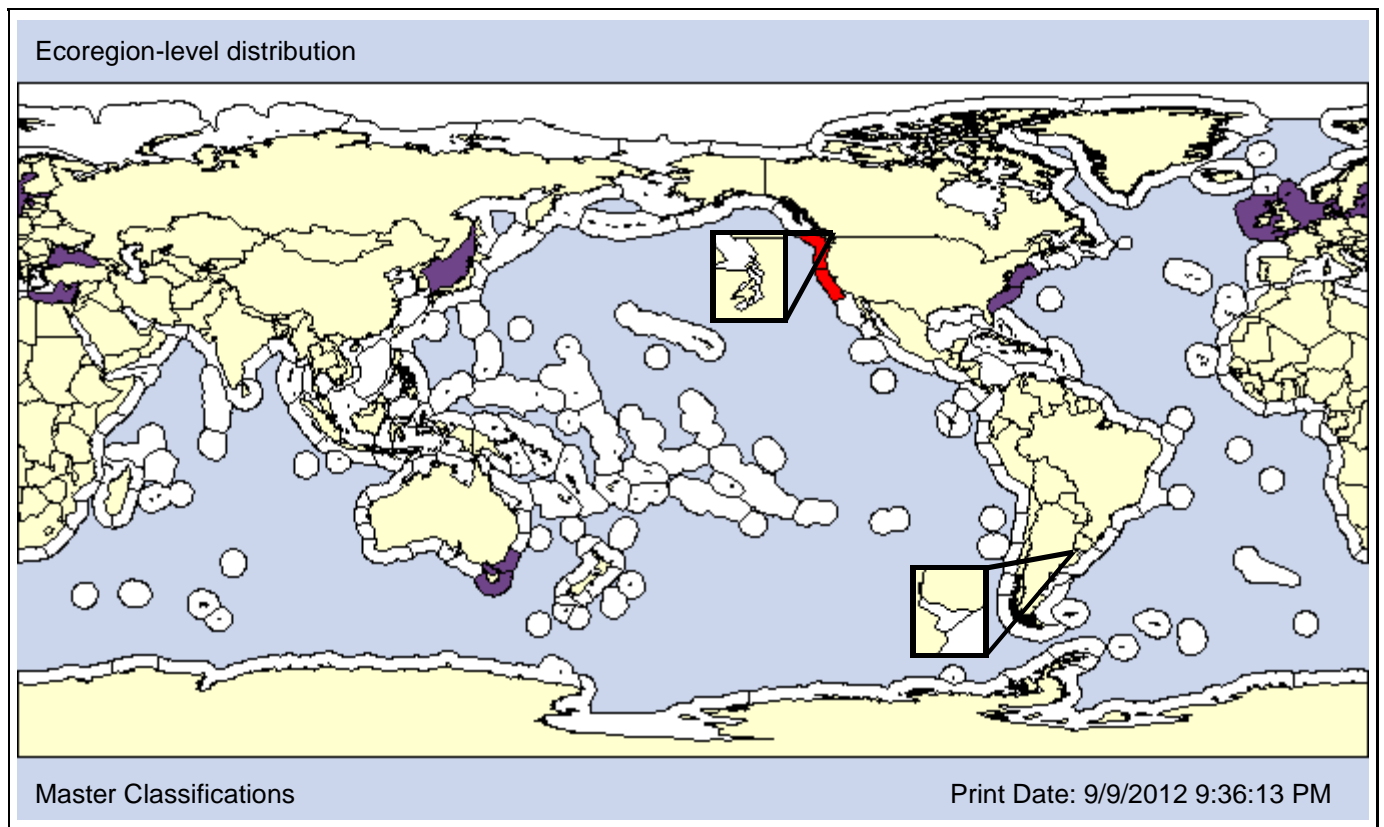 Ecoregion-level distribution
Master Classifications
Print Date: 9/9/2012 9:36:13 PM